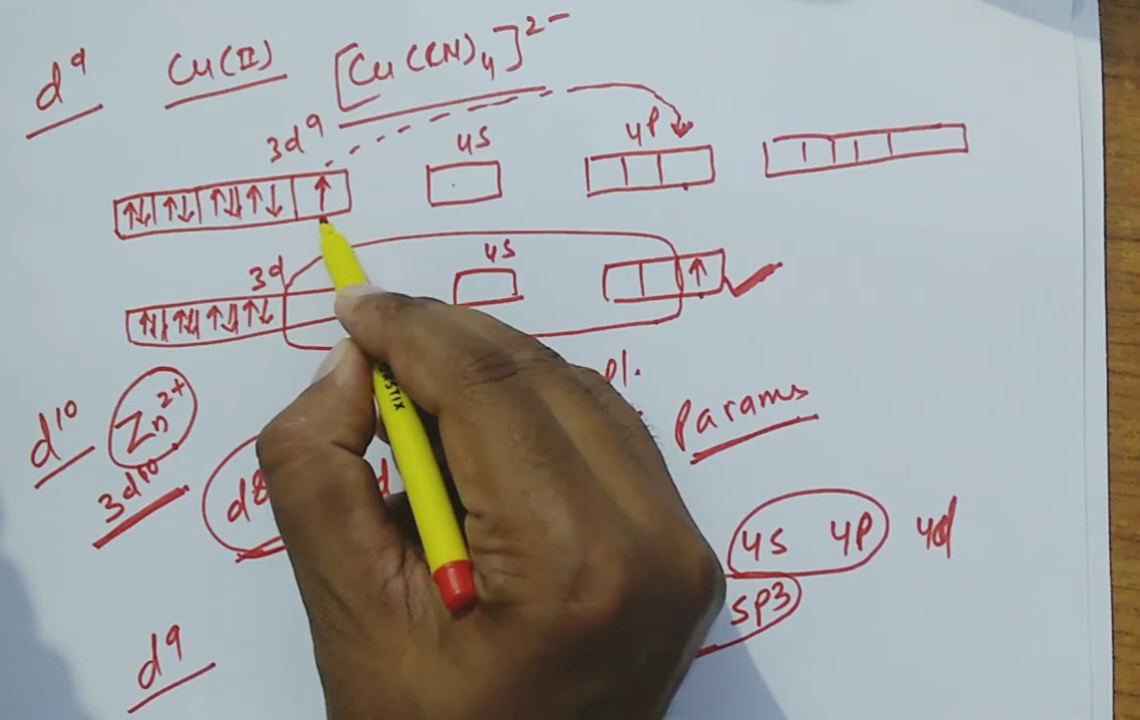 d⁹ Cu(II) [Cu(CN)₄]²⁻
3d⁹ 4s 4p
3d 4s
d¹⁰ Zn²⁺
3d¹⁰
Params
d8 d
4s 4p 4d
sp3
d⁹